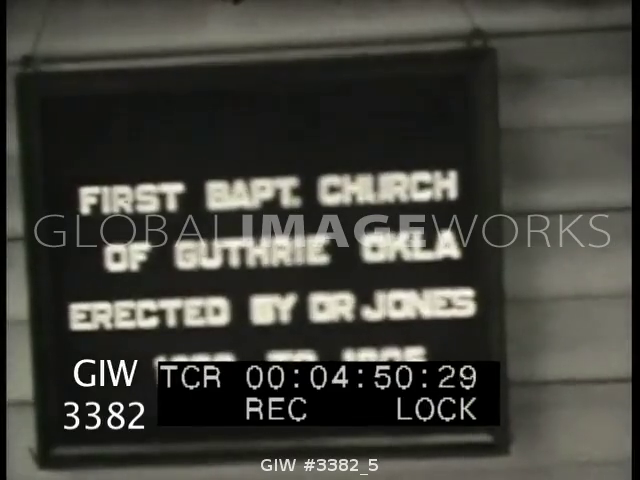 FIRST BAPT. CHURCH
GLOBALIMAGEWORKS
OF GUTHRIE OKLA
ERECTED BY DR JONES
TO
GIW
3382
TCR 00:04:50:29
REC LOCK
GIW #3382_5